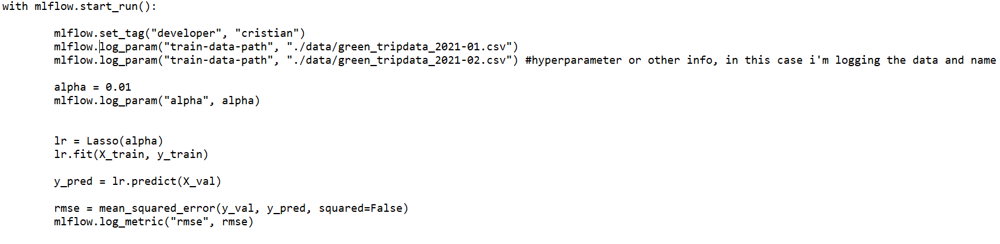 with mlflow.start_run():
mlflow.set_tag("developer", "cristian")
mlflow.log_param("train-data-path", "./data/green_tripdata_2021-01.csv")
mlflow.log_param("train-data-path", "./data/green_tripdata_2021-02.csv") #hyperparameter or other info, in this case i'm logging the data and name
alpha = 0.01
mlflow.log_param("alpha", alpha)
lr = Lasso(alpha)
lr.fit(X_train, y_train)
y_pred = lr.predict(X_val)
rmse = mean_squared_error(y_val, y_pred, squared=False)
mlflow.log_metric("rmse", rmse)